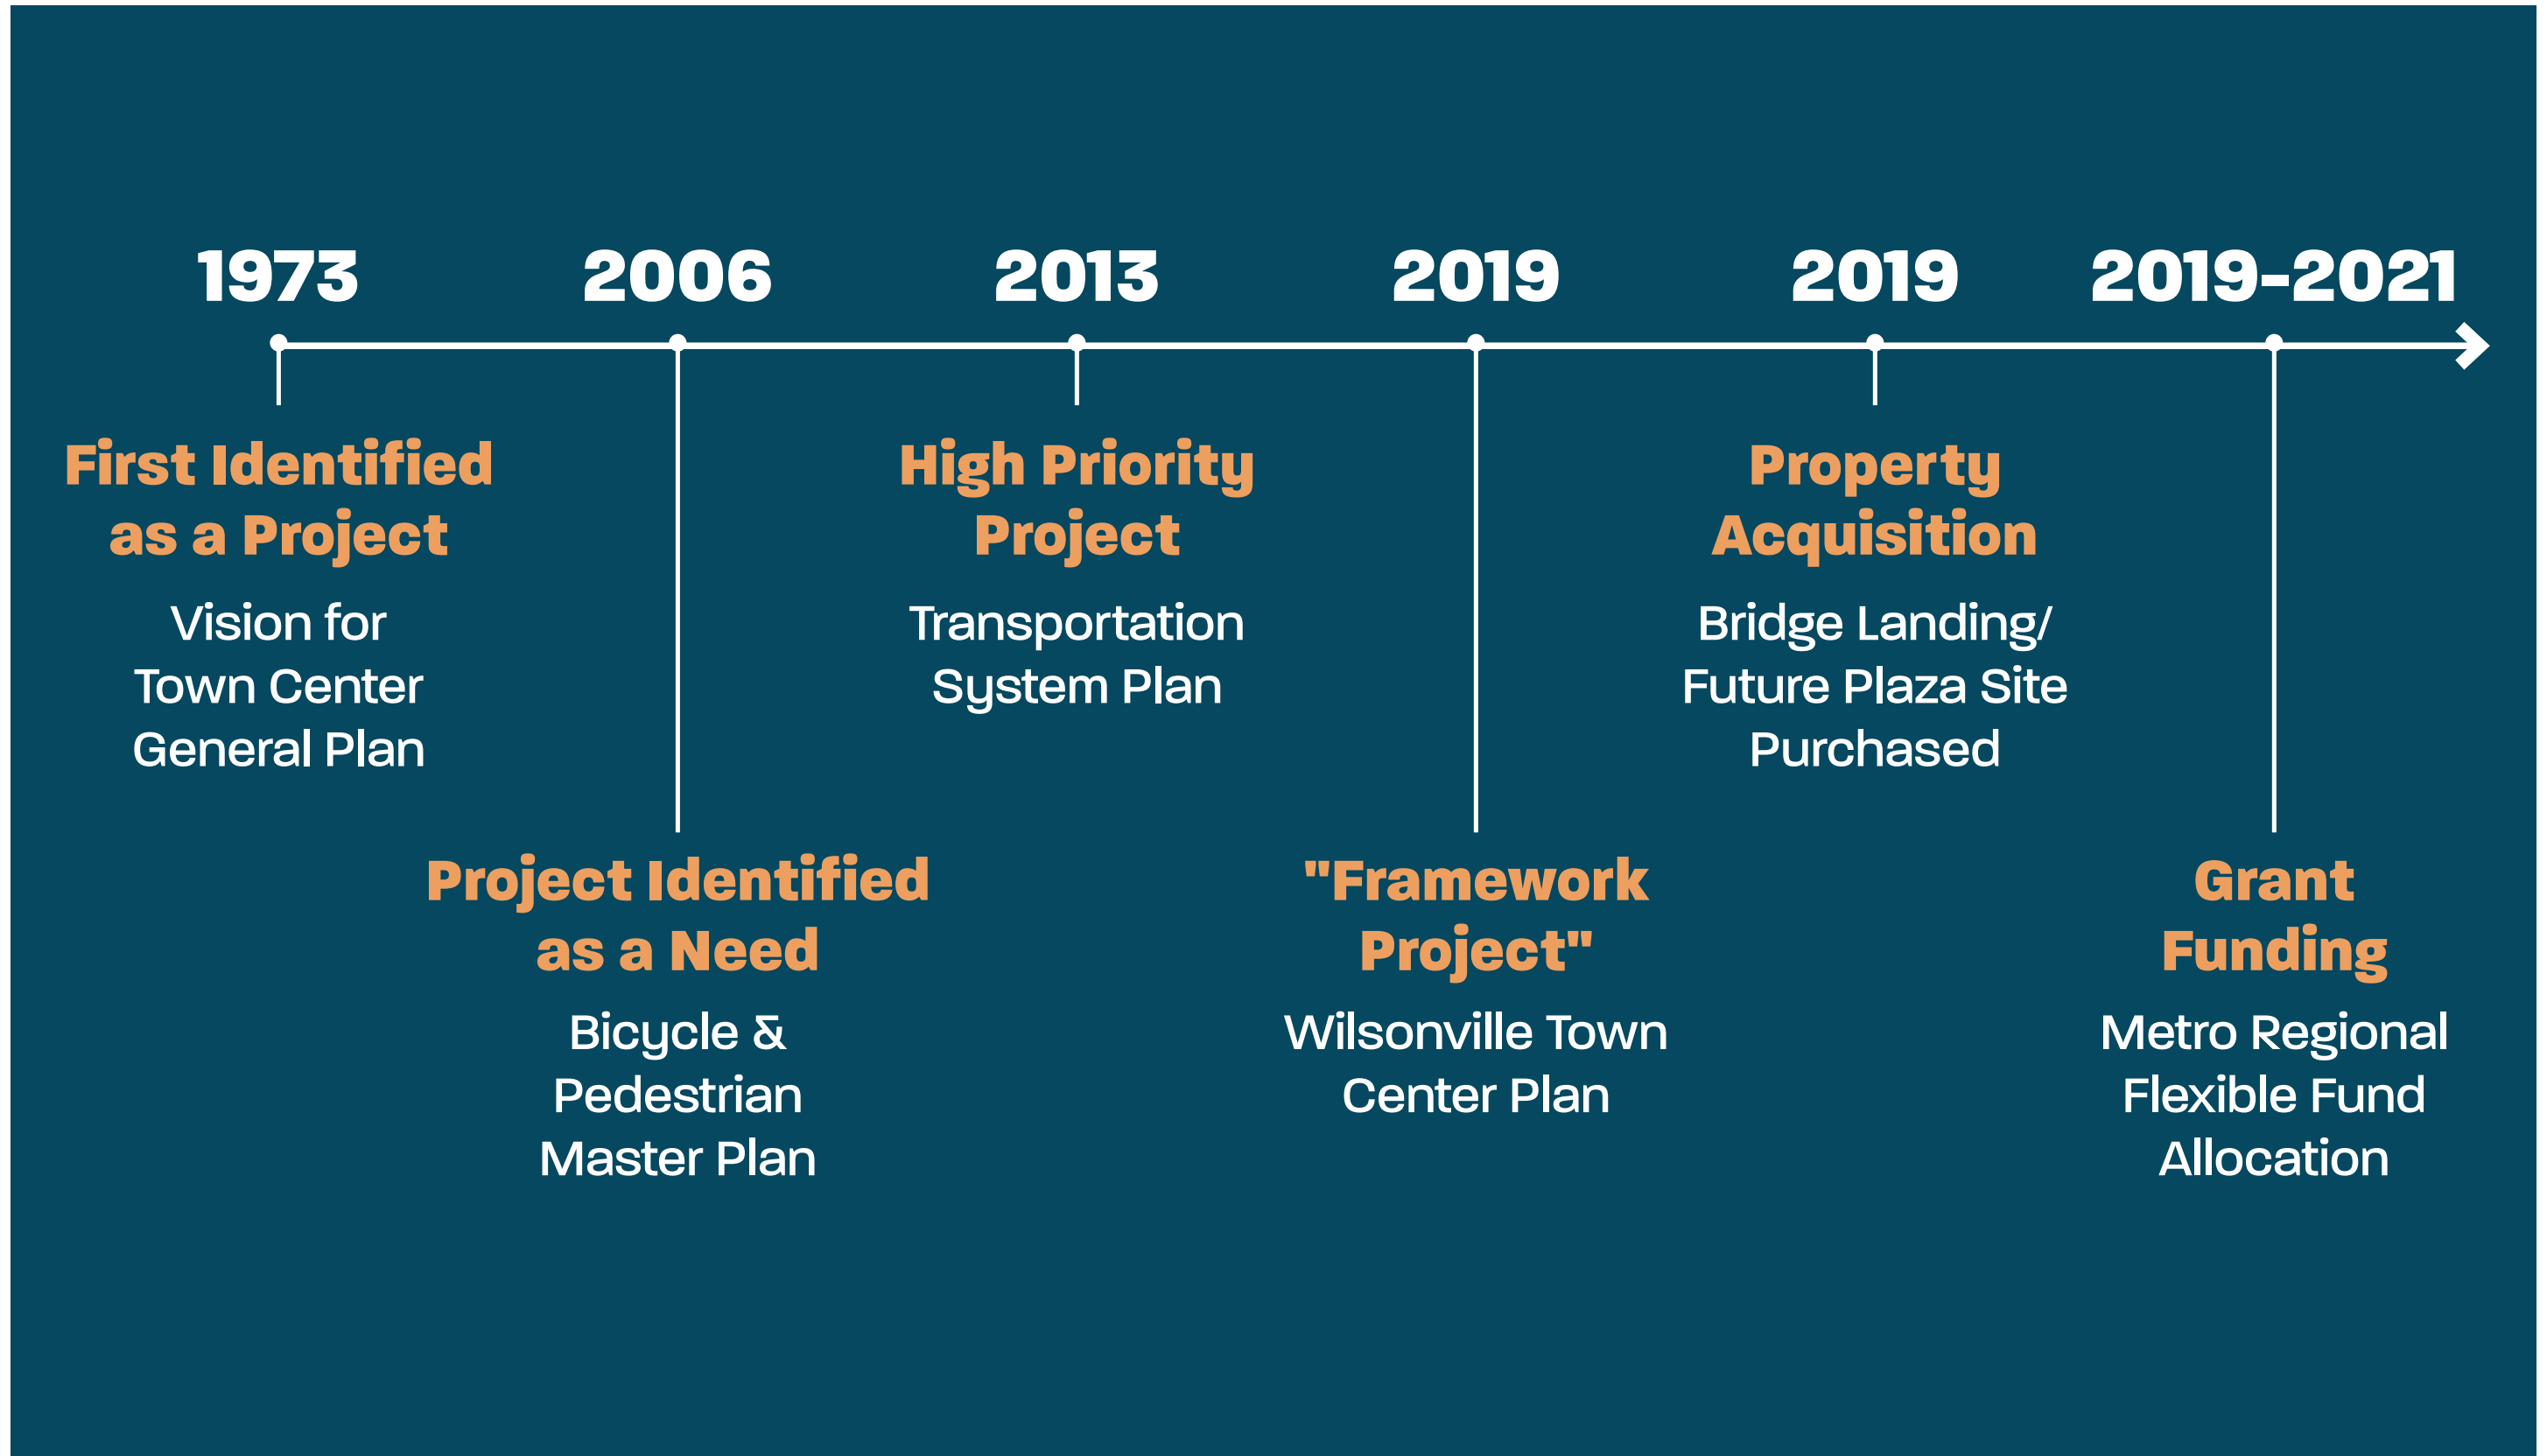 1973
First Identified
as a Project
Vision for
Town Center
General Plan
2006
Project Identified
as a Need
Bicycle &
Pedestrian
Master Plan
2013
High Priority
Project
Transportation
System Plan
2019
"Framework
Project"
Wilsonville Town
Center Plan
2019
Property
Acquisition
Bridge Landing/
Future Plaza Site
Purchased
2019-2021
Grant
Funding
Metro Regional
Flexible Fund
Allocation